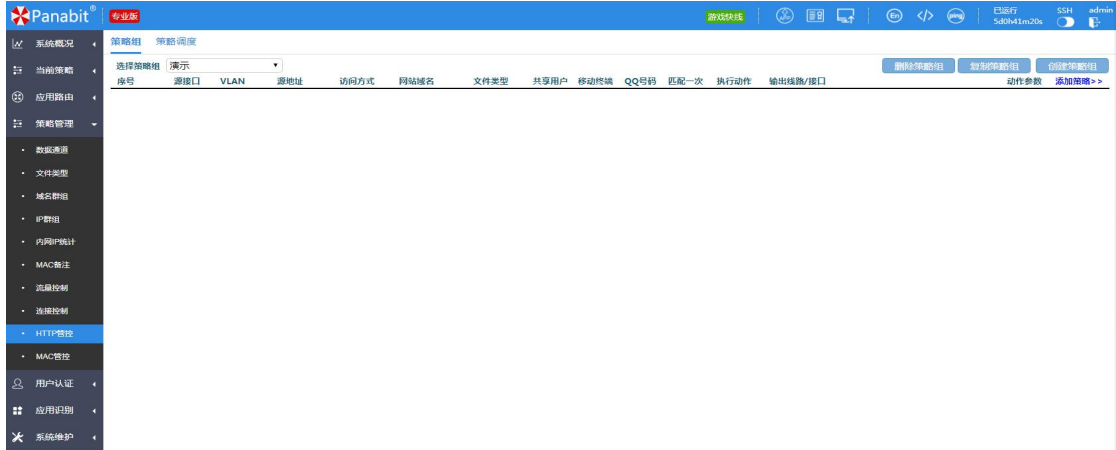 Panabit® 专业版 游戏快线 En </> ping 已运行 5d0h41m20s SSH admin
系统概况
当前策略
应用路由
策略管理
数据通道
文件类型
域名群组
IP群组
内网IP统计
MAC备注
流量控制
连接控制
HTTP管控
MAC管控
用户认证
应用识别
系统维护
策略组 策略调度
选择策略组 演示 删除策略组 复制策略组 创建策略组
序号 源接口 VLAN 源地址 访问方式 网站域名 文件类型 共享用户 移动终端 QQ号码 匹配一次 执行动作 输出线路/接口 动作参数 添加策略>>